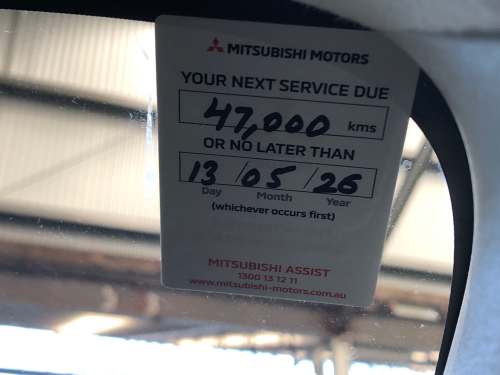 MITSUBISHI MOTORS
YOUR NEXT SERVICE DUE
47,000 kms
OR NO LATER THAN
13 / 05 / 26
Day Month Year
(whichever occurs first)
MITSUBISHI ASSIST
1300 13 12 11
www.mitsubishi-motors.com.au